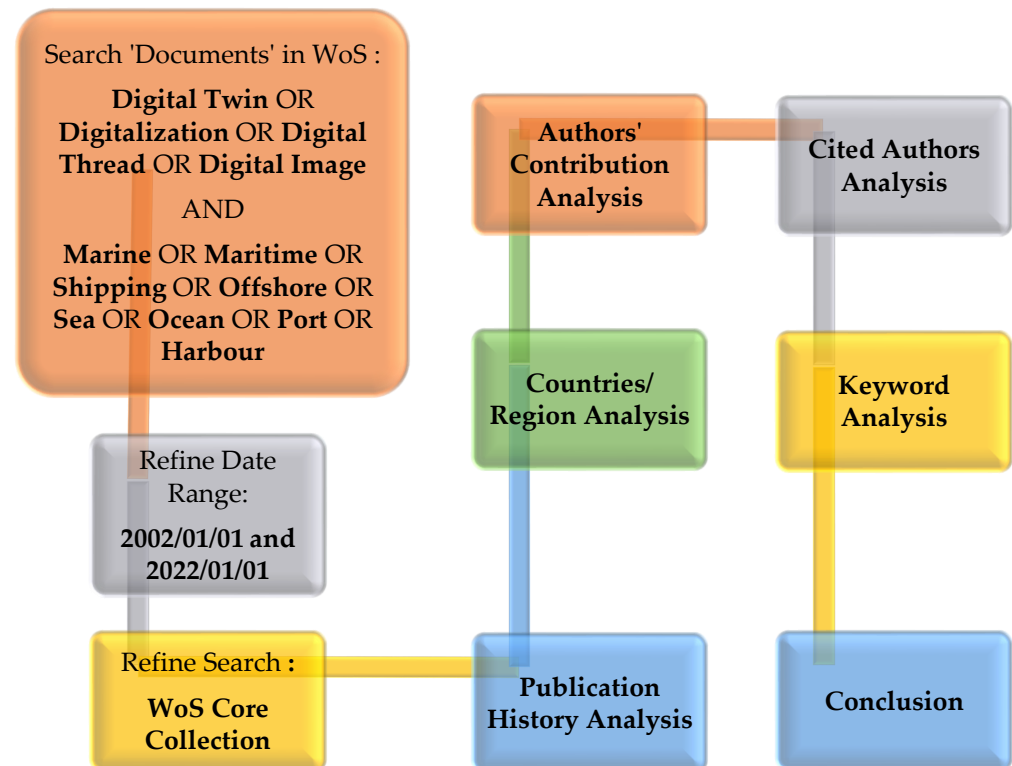 Search 'Documents' in WoS :
Digital Twin OR
Digitalization OR Digital
Thread OR Digital Image
AND
Marine OR Maritime OR
Shipping OR Offshore OR
Sea OR Ocean OR Port OR
Harbour
Refine Date
Range:
2002/01/01 and
2022/01/01
Refine Search :
WoS Core
Collection
Publication
History Analysis
Countries/
Region Analysis
Authors'
Contribution
Analysis
Cited Authors
Analysis
Keyword
Analysis
Conclusion